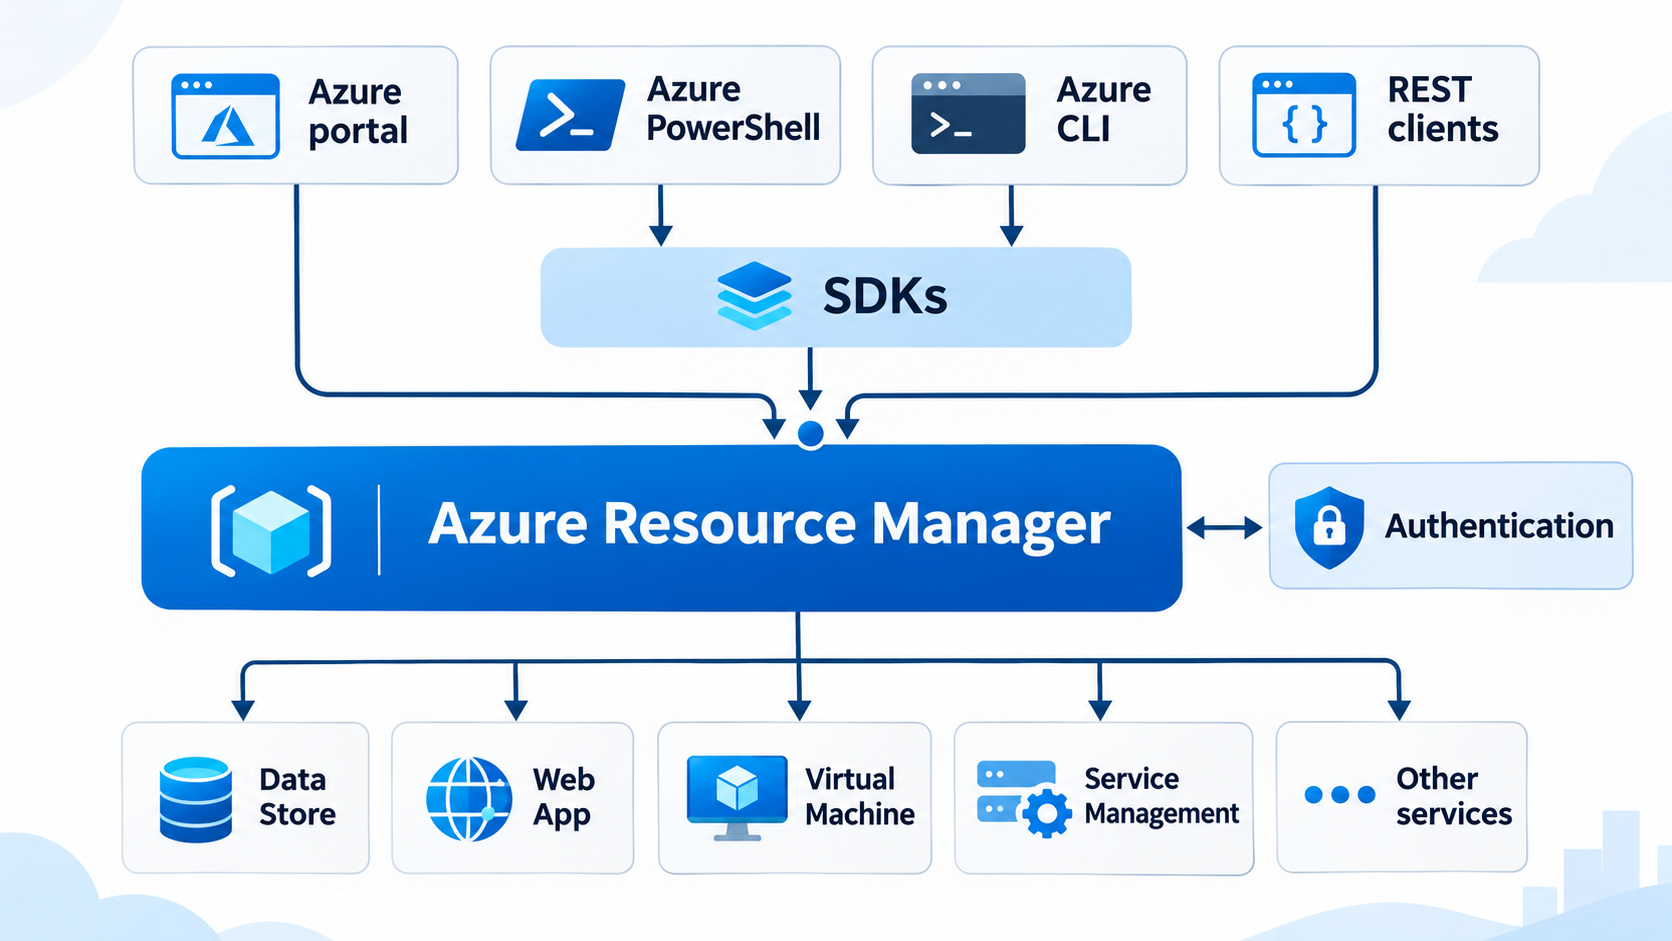 Azure
portal
Azure
PowerShell
Azure
CLI
REST
clients
SDKs
Azure Resource Manager
Authentication
Data
Store
Web
App
Virtual
Machine
Service
Management
Other
services